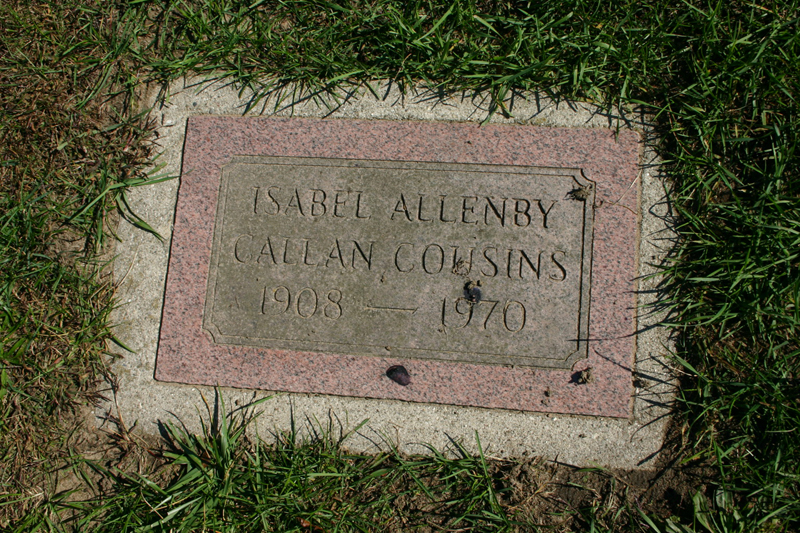 ISABEL ALLENBY
CALLAN COUSINS
1908 — 1970